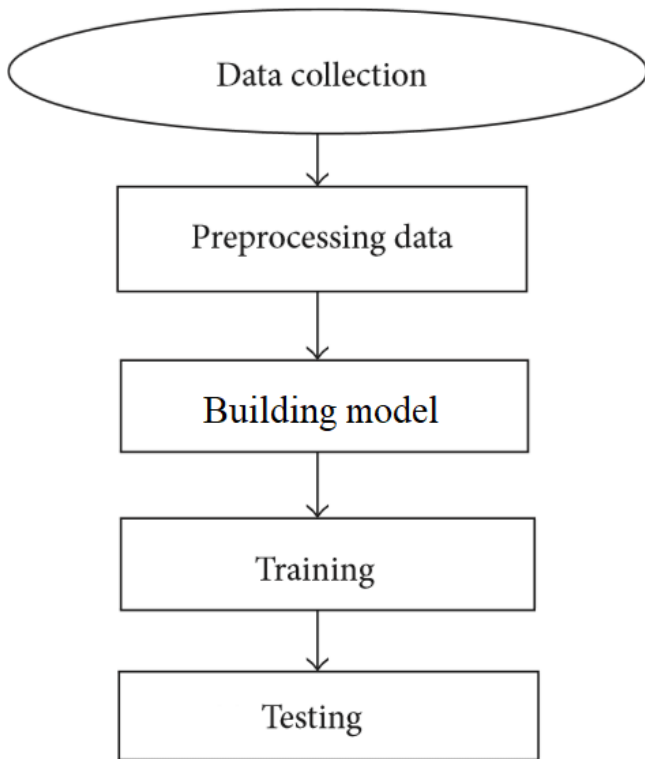 Data collection
Preprocessing data
Building model
Training
Testing